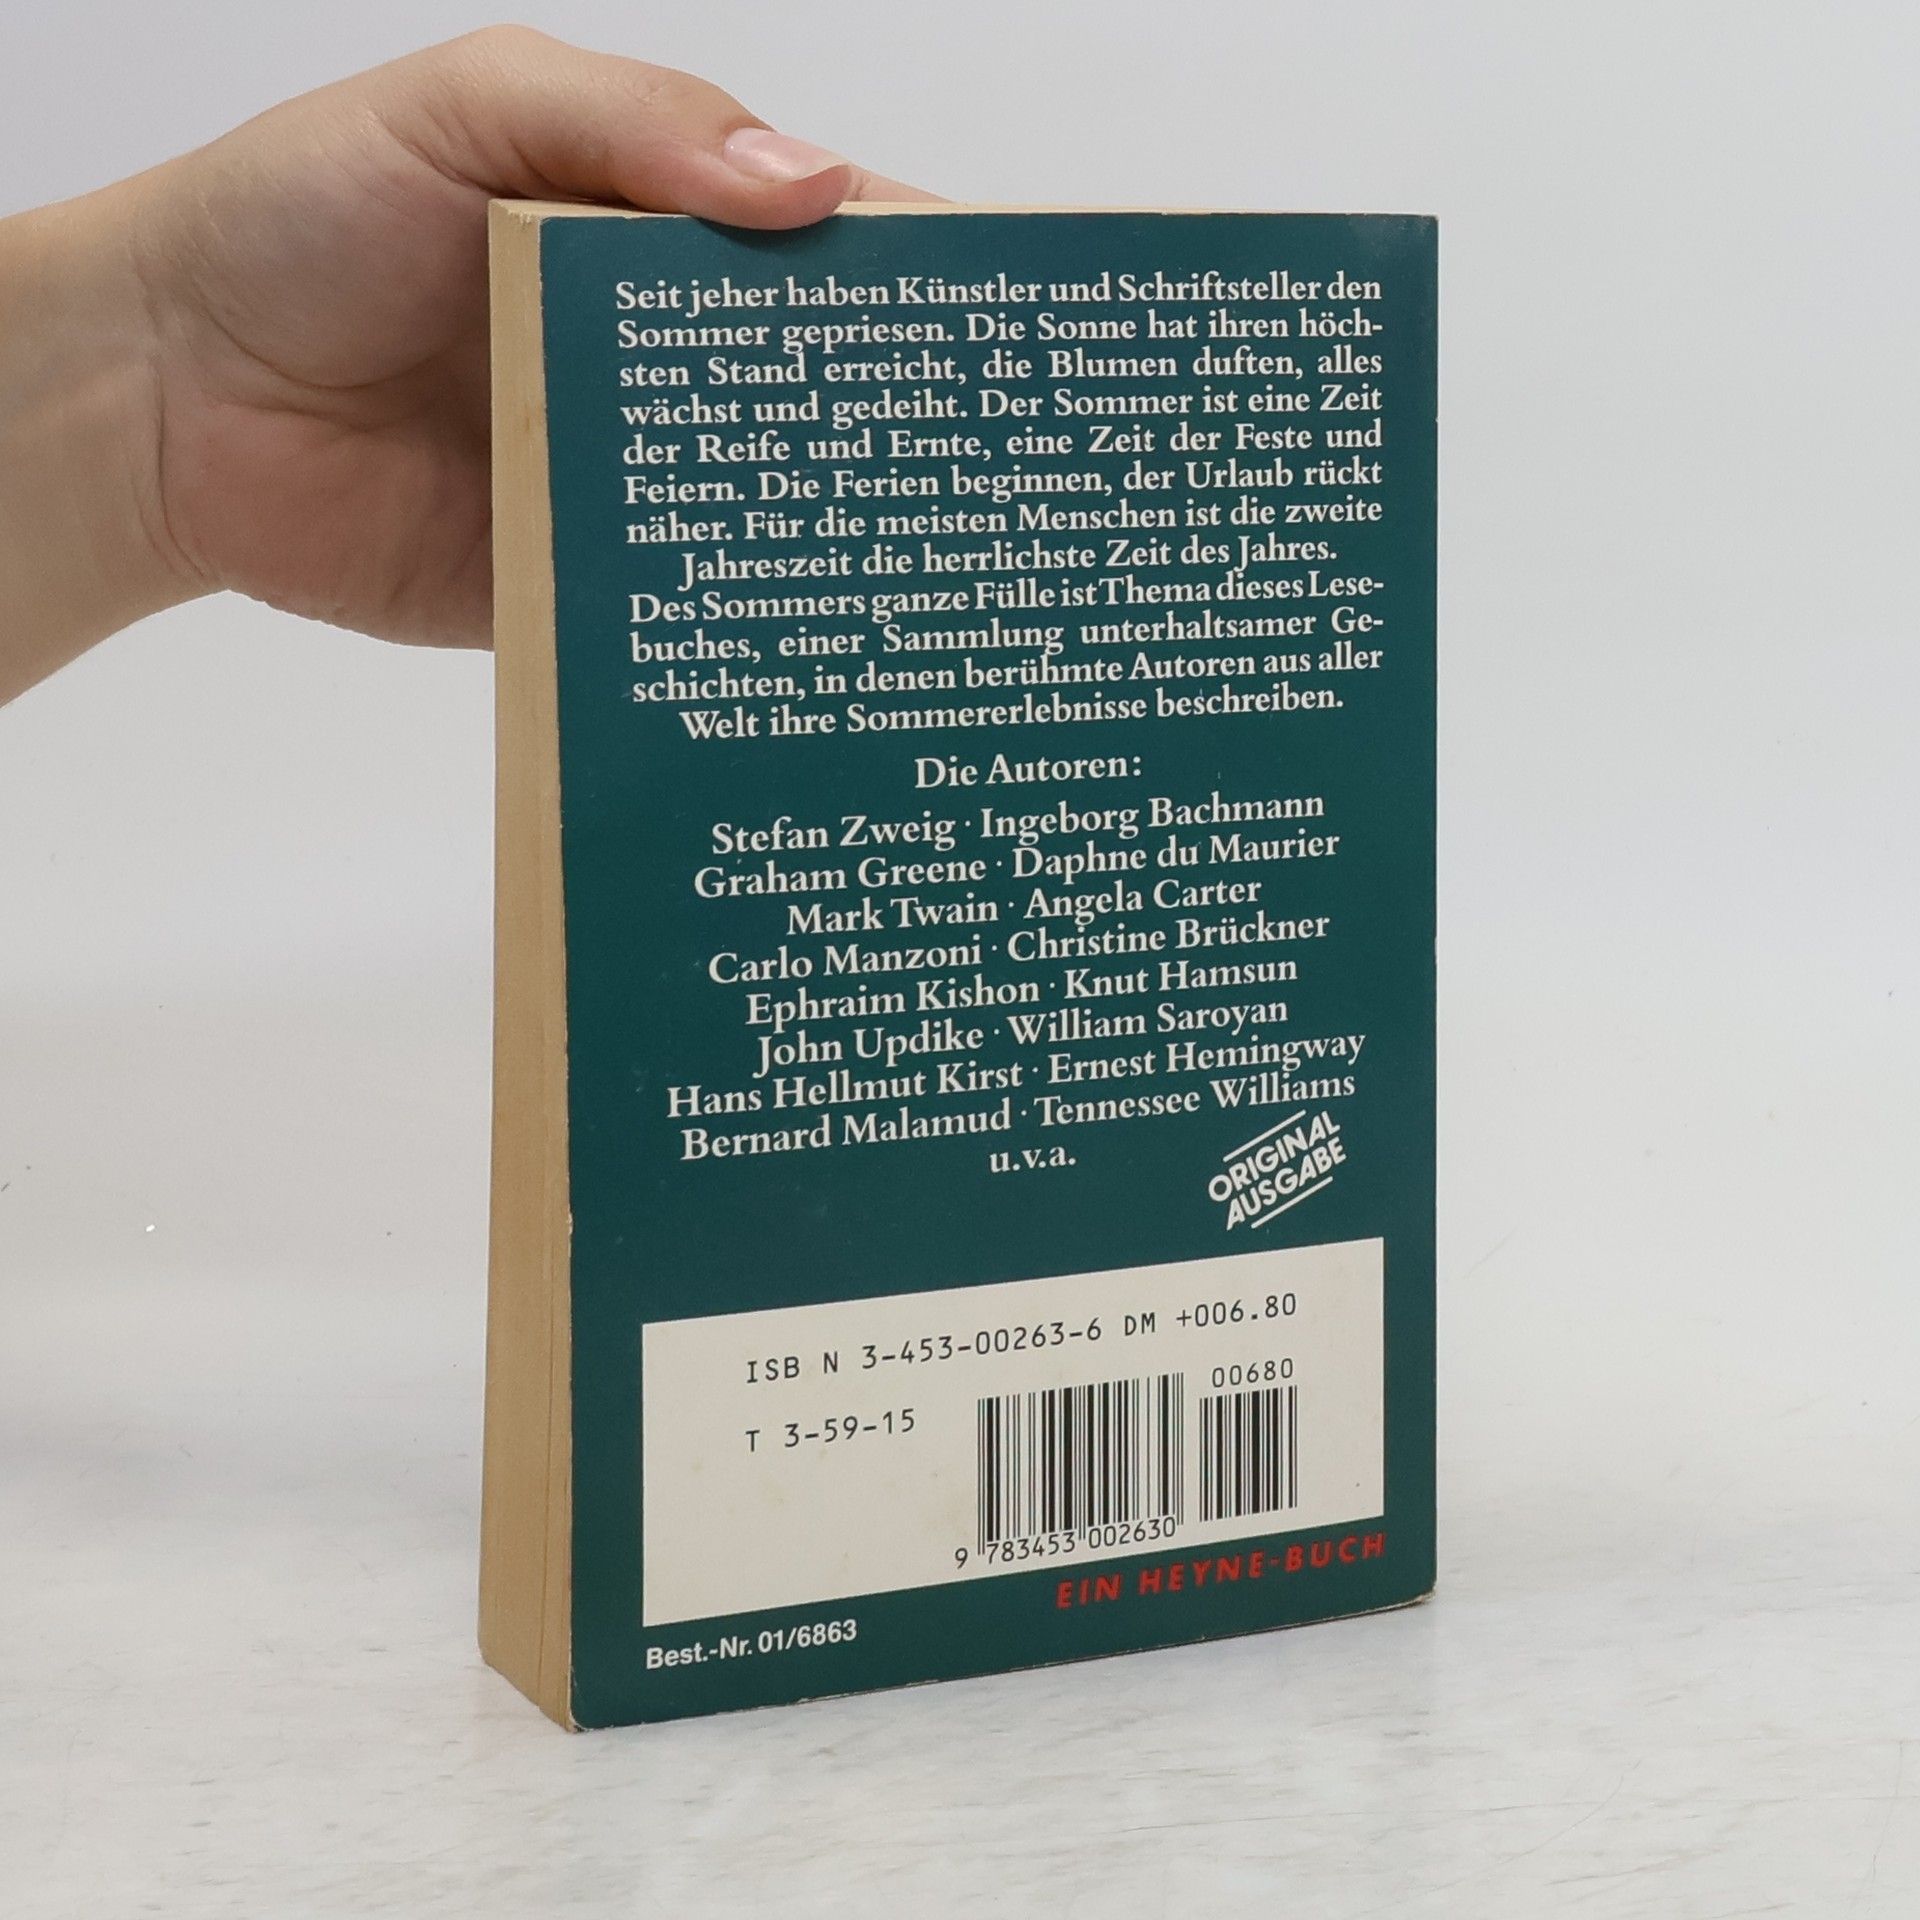 Seit jeher haben Künstler und Schriftsteller den
Sommer gepriesen. Die Sonne hat ihren höch-
sten Stand erreicht, die Blumen duften, alles
wächst und gedeiht. Der Sommer ist eine Zeit
der Reife und Ernte, eine Zeit der Feste und
Feiern. Die Ferien beginnen, der Urlaub rückt
näher. Für die meisten Menschen ist die zweite
Jahreszeit die herrlichste Zeit des Jahres.
Des Sommers ganze Fülle ist Thema dieses Lese-
buches, einer Sammlung unterhaltsamer Ge-
schichten, in denen berühmte Autoren aus aller
Welt ihre Sommererlebnisse beschreiben.
Die Autoren:
Stefan Zweig · Ingeborg Bachmann
Graham Greene · Daphne du Maurier
Mark Twain · Angela Carter
Carlo Manzoni · Christine Brückner
Ephraim Kishon · Knut Hamsun
John Updike · William Saroyan
Hans Hellmut Kirst · Ernest Hemingway
Bernard Malamud · Tennessee Williams
u.v.a.
ORIGINAL
AUSGABE
ISB N 3-453-00263-6 DM +006.80
00680
T 3-59-15
9 783453 002630
EIN HEYNE-BUCH
Best.-Nr. 01/6863